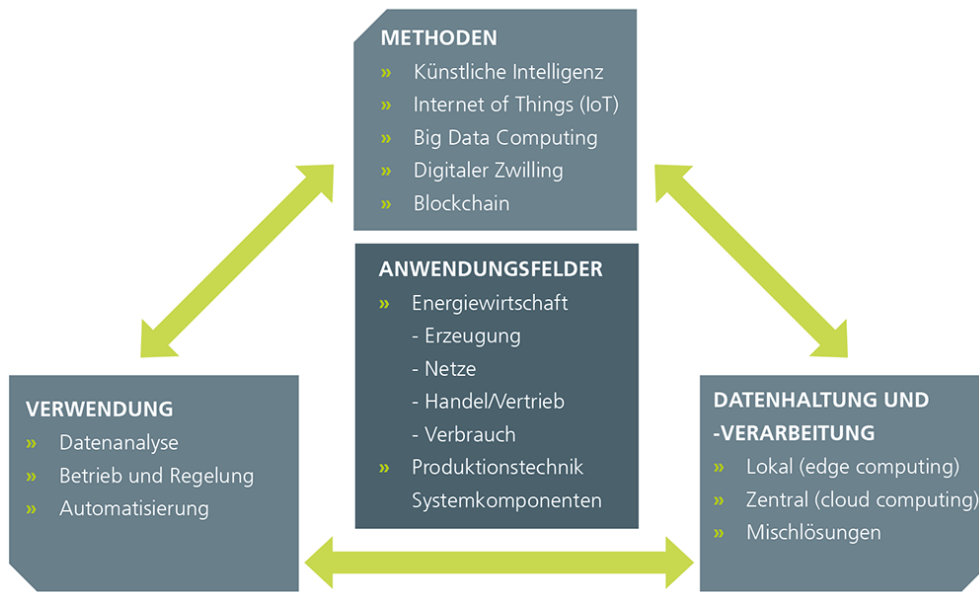 METHODEN
» Künstliche Intelligenz
» Internet of Things (IoT)
» Big Data Computing
» Digitaler Zwilling
» Blockchain
ANWENDUNGSFELDER
» Energiewirtschaft
- Erzeugung
- Netze
- Handel/Vertrieb
- Verbrauch
» Produktionstechnik
Systemkomponenten
VERWENDUNG
» Datenanalyse
» Betrieb und Regelung
» Automatisierung
DATENHALTUNG UND
-VERARBEITUNG
» Lokal (edge computing)
» Zentral (cloud computing)
» Mischlösungen